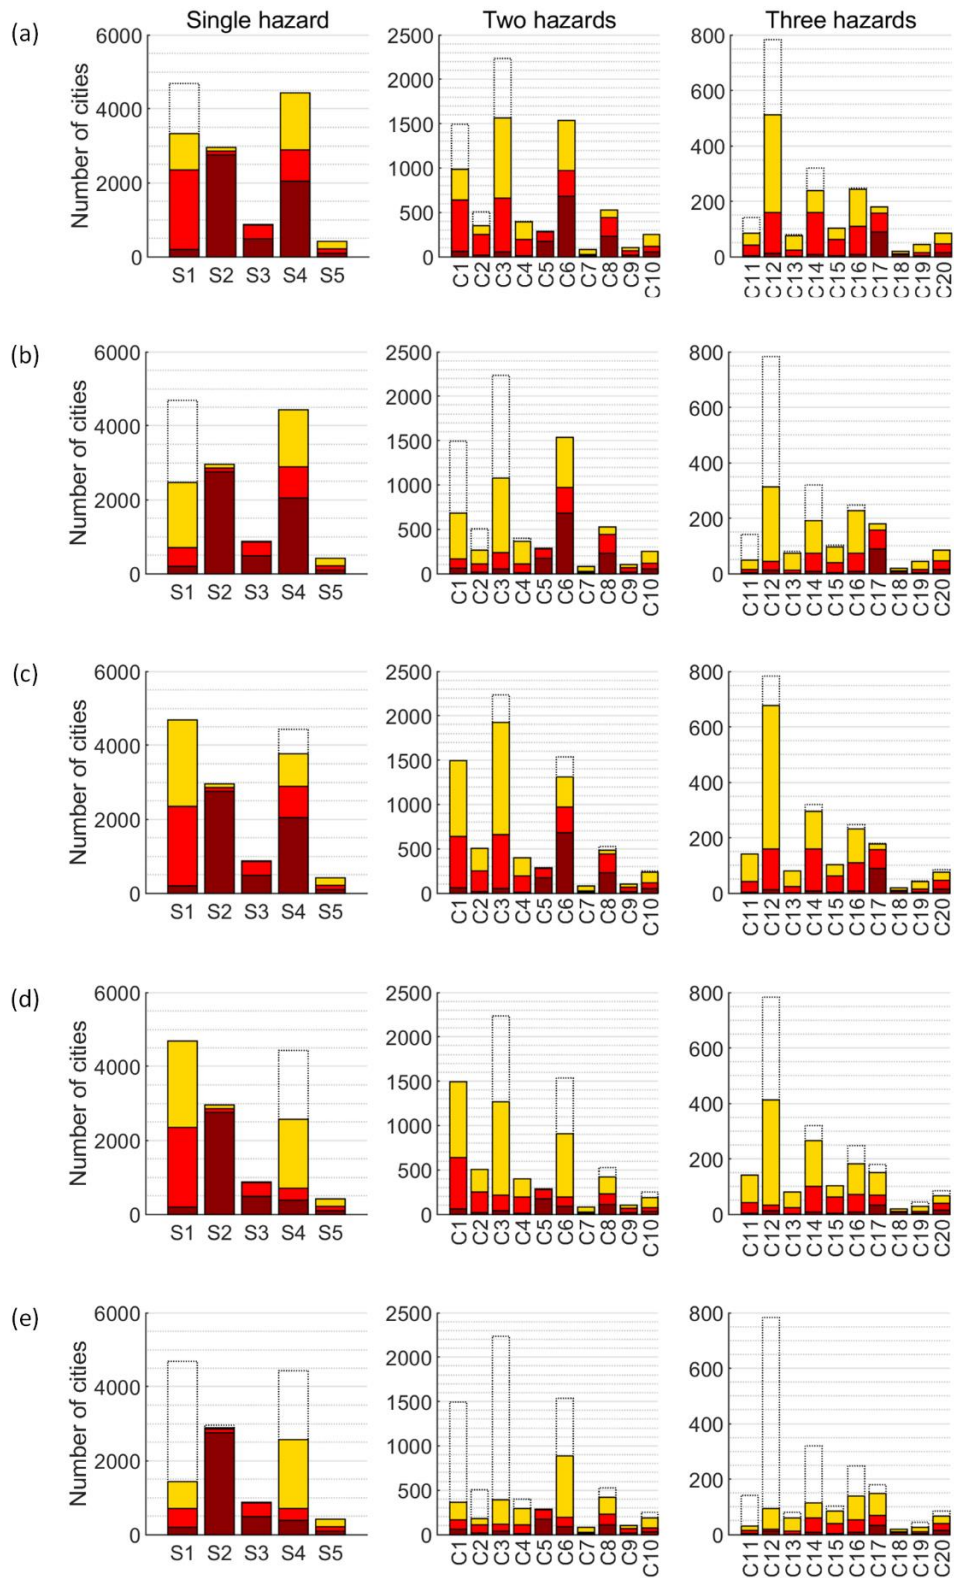 Single hazard Two hazards Three hazards
(a)
Number of cities
6000
4000
2000
0
S1 S2 S3 S4 S5
2500
2000
1500
1000
500
0
C1 C2 C3 C4 C5 C6 C7 C8 C9 C10
800
600
400
200
0
C11 C12 C13 C14 C15 C16 C17 C18 C19 C20
(b)
Number of cities
6000
4000
2000
0
S1 S2 S3 S4 S5
2500
2000
1500
1000
500
0
C1 C2 C3 C4 C5 C6 C7 C8 C9 C10
800
600
400
200
0
C11 C12 C13 C14 C15 C16 C17 C18 C19 C20
(c)
Number of cities
6000
4000
2000
0
S1 S2 S3 S4 S5
2500
2000
1500
1000
500
0
C1 C2 C3 C4 C5 C6 C7 C8 C9 C10
800
600
400
200
0
C11 C12 C13 C14 C15 C16 C17 C18 C19 C20
(d)
Number of cities
6000
4000
2000
0
S1 S2 S3 S4 S5
2500
2000
1500
1000
500
0
C1 C2 C3 C4 C5 C6 C7 C8 C9 C10
800
600
400
200
0
C11 C12 C13 C14 C15 C16 C17 C18 C19 C20
(e)
Number of cities
6000
4000
2000
0
S1 S2 S3 S4 S5
2500
2000
1500
1000
500
0
C1 C2 C3 C4 C5 C6 C7 C8 C9 C10
800
600
400
200
0
C11 C12 C13 C14 C15 C16 C17 C18 C19 C20